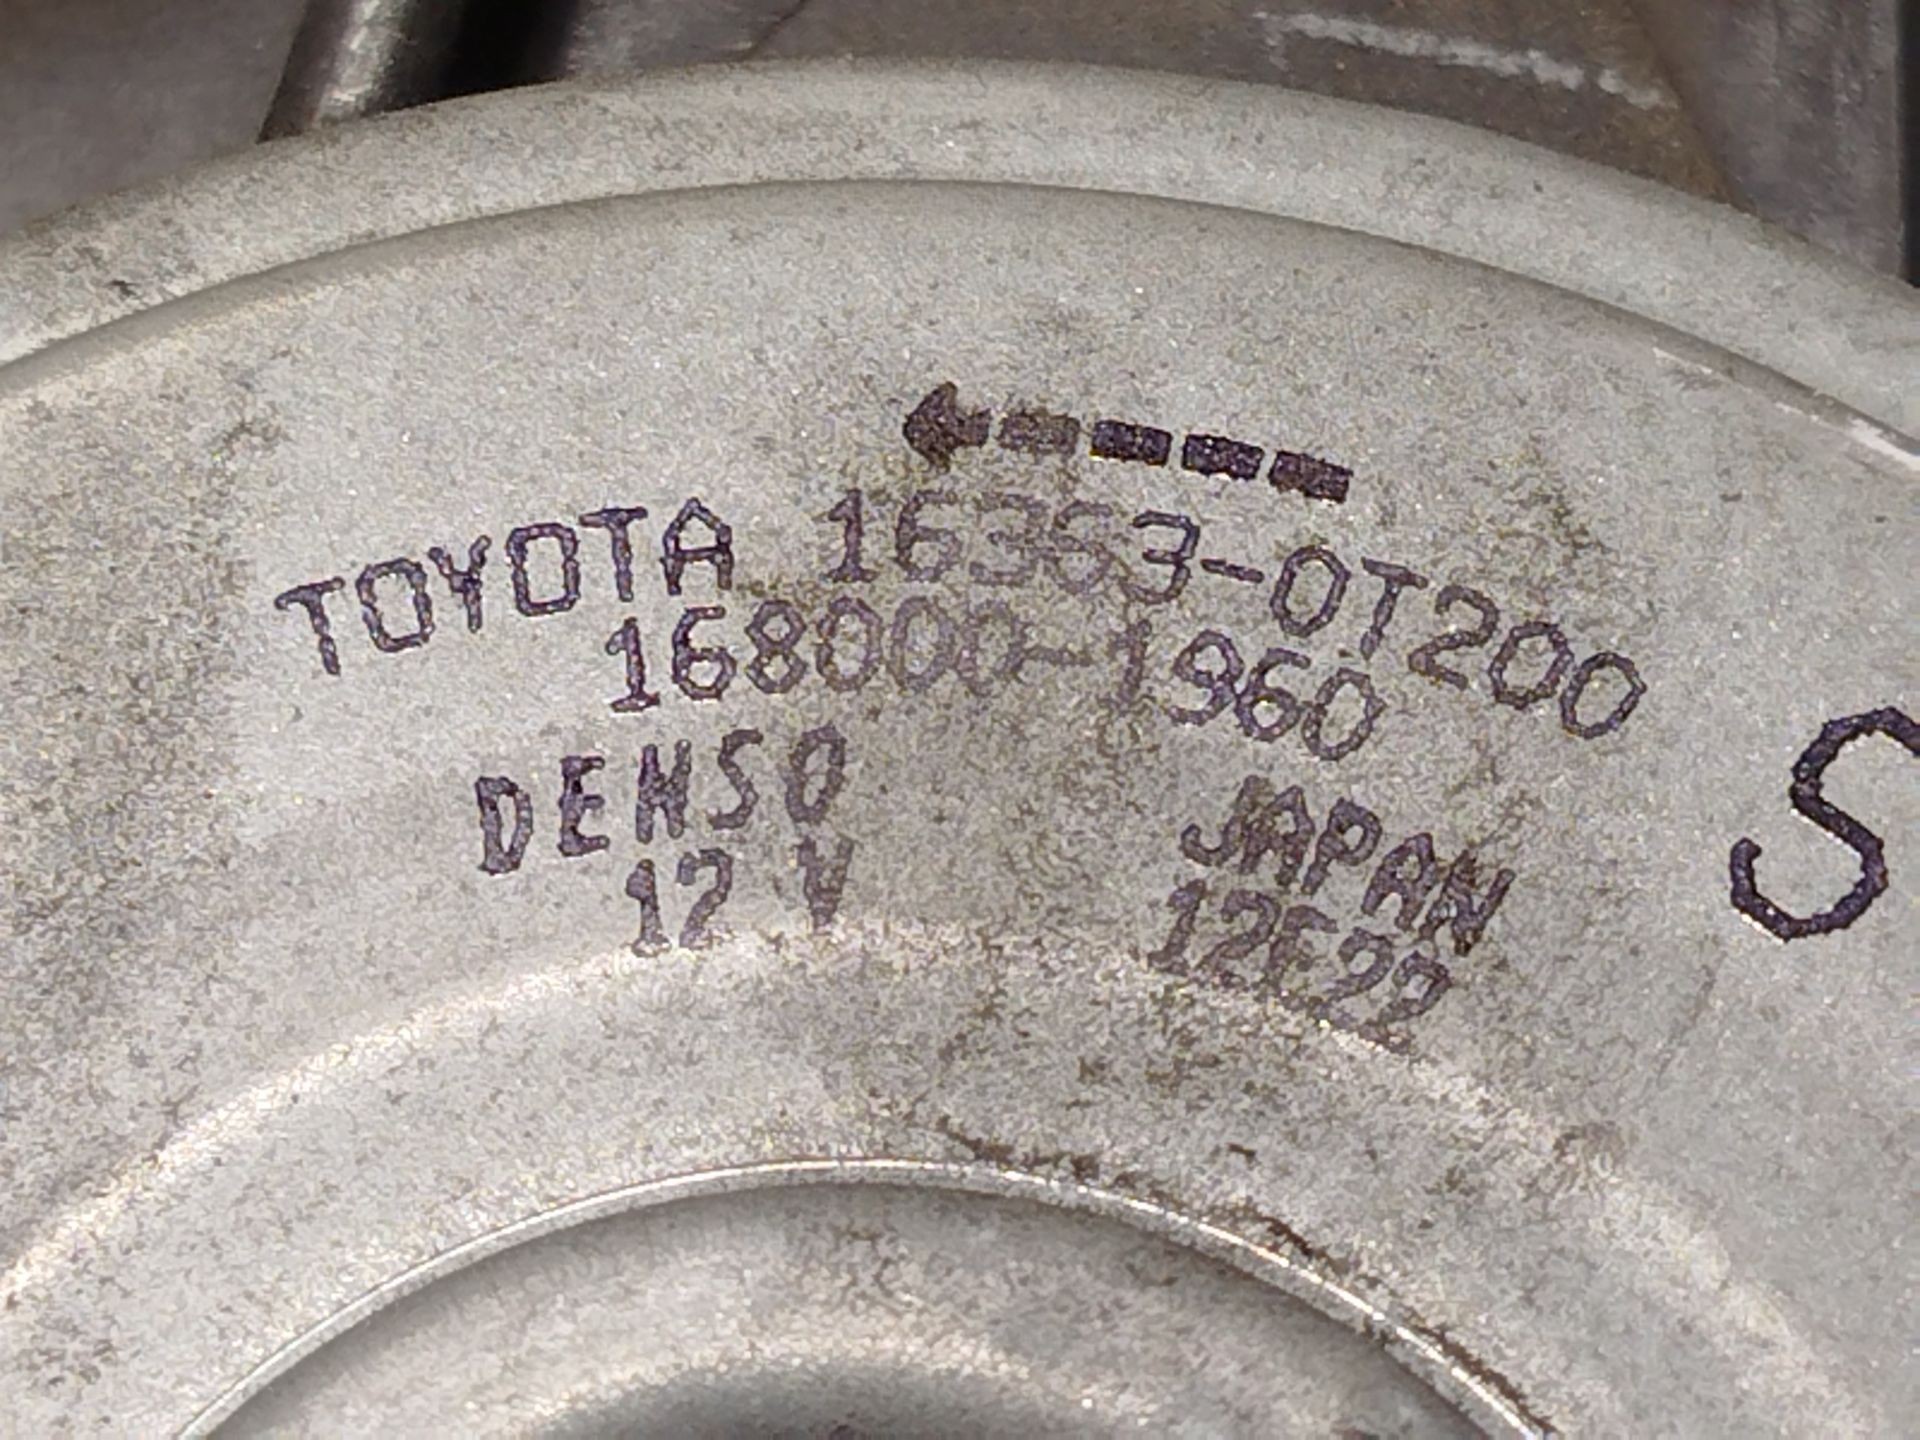 TOYOTA 16363-0T200
168000-1960
DENSO JAPAN
12 V 12E22
S